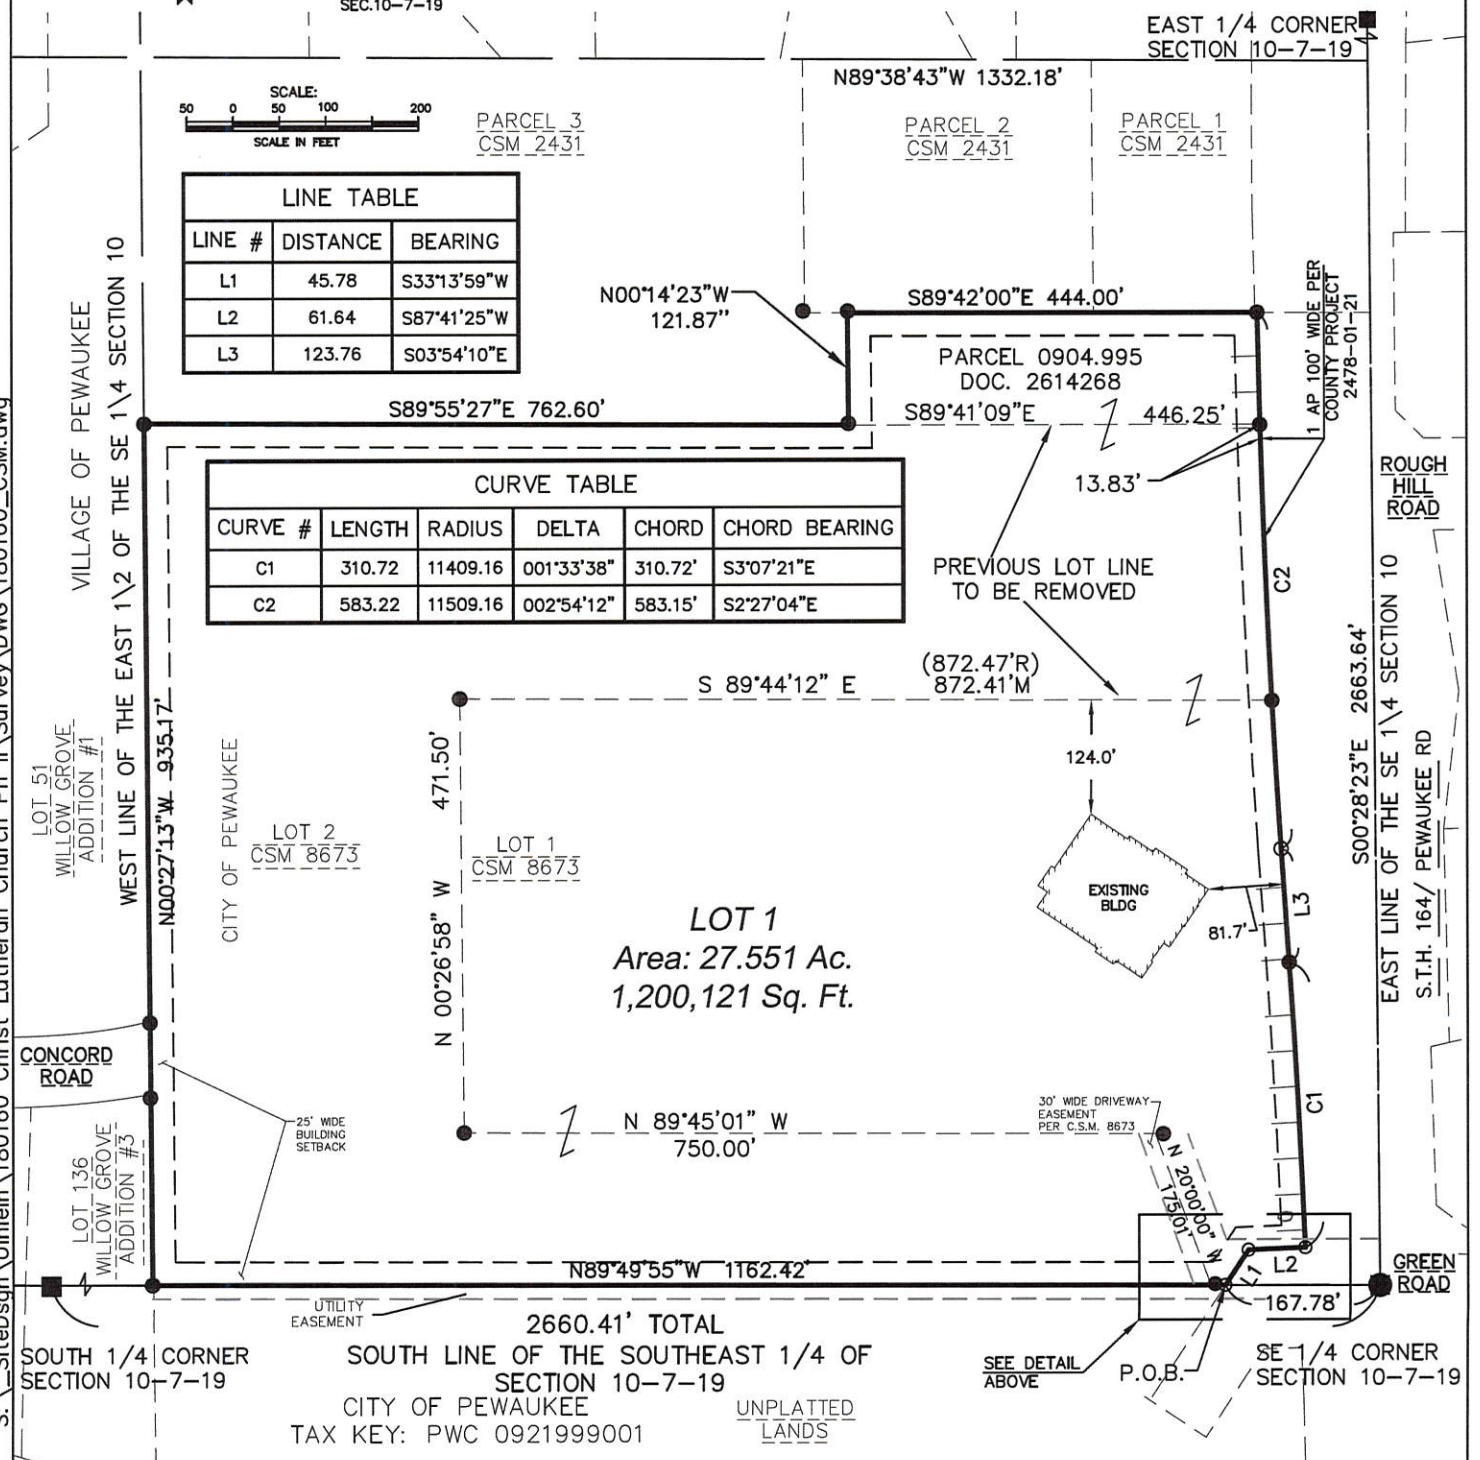 SEC.10-7-19
EAST 1/4 CORNER
SECTION 10-7-19
N89°38'43"W 1332.18'
SCALE:
50 0 50 100 200
SCALE IN FEET
PARCEL 3
CSM 2431
PARCEL 2
CSM 2431
PARCEL 1
CSM 2431
LINE TABLE
LINE # DISTANCE BEARING
L1 45.78 S33°13'59"W
L2 61.64 S87°41'25"W
L3 123.76 S03°54'10"E
N00°14'23"W
121.87"
S89°42'00"E 444.00'
PARCEL 0904.995
DOC. 2614268
1 AP 100' WIDE PER
COUNTY PROJECT
2478-01-21
S89°55'27"E 762.60'
S89°41'09"E 446.25'
13.83'
ROUGH
HILL
ROAD
CURVE TABLE
CURVE # LENGTH RADIUS DELTA CHORD CHORD BEARING
C1 310.72 11409.16 001°33'38" 310.72' S3°07'21"E
C2 583.22 11509.16 002°54'12" 583.15' S2°27'04"E
PREVIOUS LOT LINE
TO BE REMOVED
C2
VILLAGE OF PEWAUKEE
WEST LINE OF THE EAST 1\2 OF THE SE 1\4 SECTION 10
N00°27'13"W 935.17'
LOT 51
WILLOW GROVE
ADDITION #1
CITY OF PEWAUKEE
LOT 2
CSM 8673
(872.47'R)
S 89°44'12" E 872.41'M
N 00°26'58" W 471.50'
LOT 1
CSM 8673
124.0'
EXISTING
BLDG
81.7'
L3
S00°28'23"E 2663.64'
EAST LINE OF THE SE 1\4 SECTION 10
S.T.H. 164/ PEWAUKEE RD
LOT 1
Area: 27.551 Ac.
1,200,121 Sq. Ft.
CONCORD
ROAD
C1
25' WIDE
BUILDING
SETBACK
N 89°45'01" W
750.00'
30' WIDE DRIVEWAY
EASEMENT
PER C.S.M. 8673
N 20°00'00" W
175.01'
LOT 136
WILLOW GROVE
ADDITION #3
N89°49'55"W 1162.42'
L1
L2
167.78'
GREEN
ROAD
UTILITY
EASEMENT
2660.41' TOTAL
SOUTH 1/4 CORNER
SECTION 10-7-19
SOUTH LINE OF THE SOUTHEAST 1/4 OF
SECTION 10-7-19
SEE DETAIL
ABOVE
P.O.B.
SE 1/4 CORNER
SECTION 10-7-19
CITY OF PEWAUKEE
TAX KEY: PWC 0921999001
UNPLATTED
LANDS